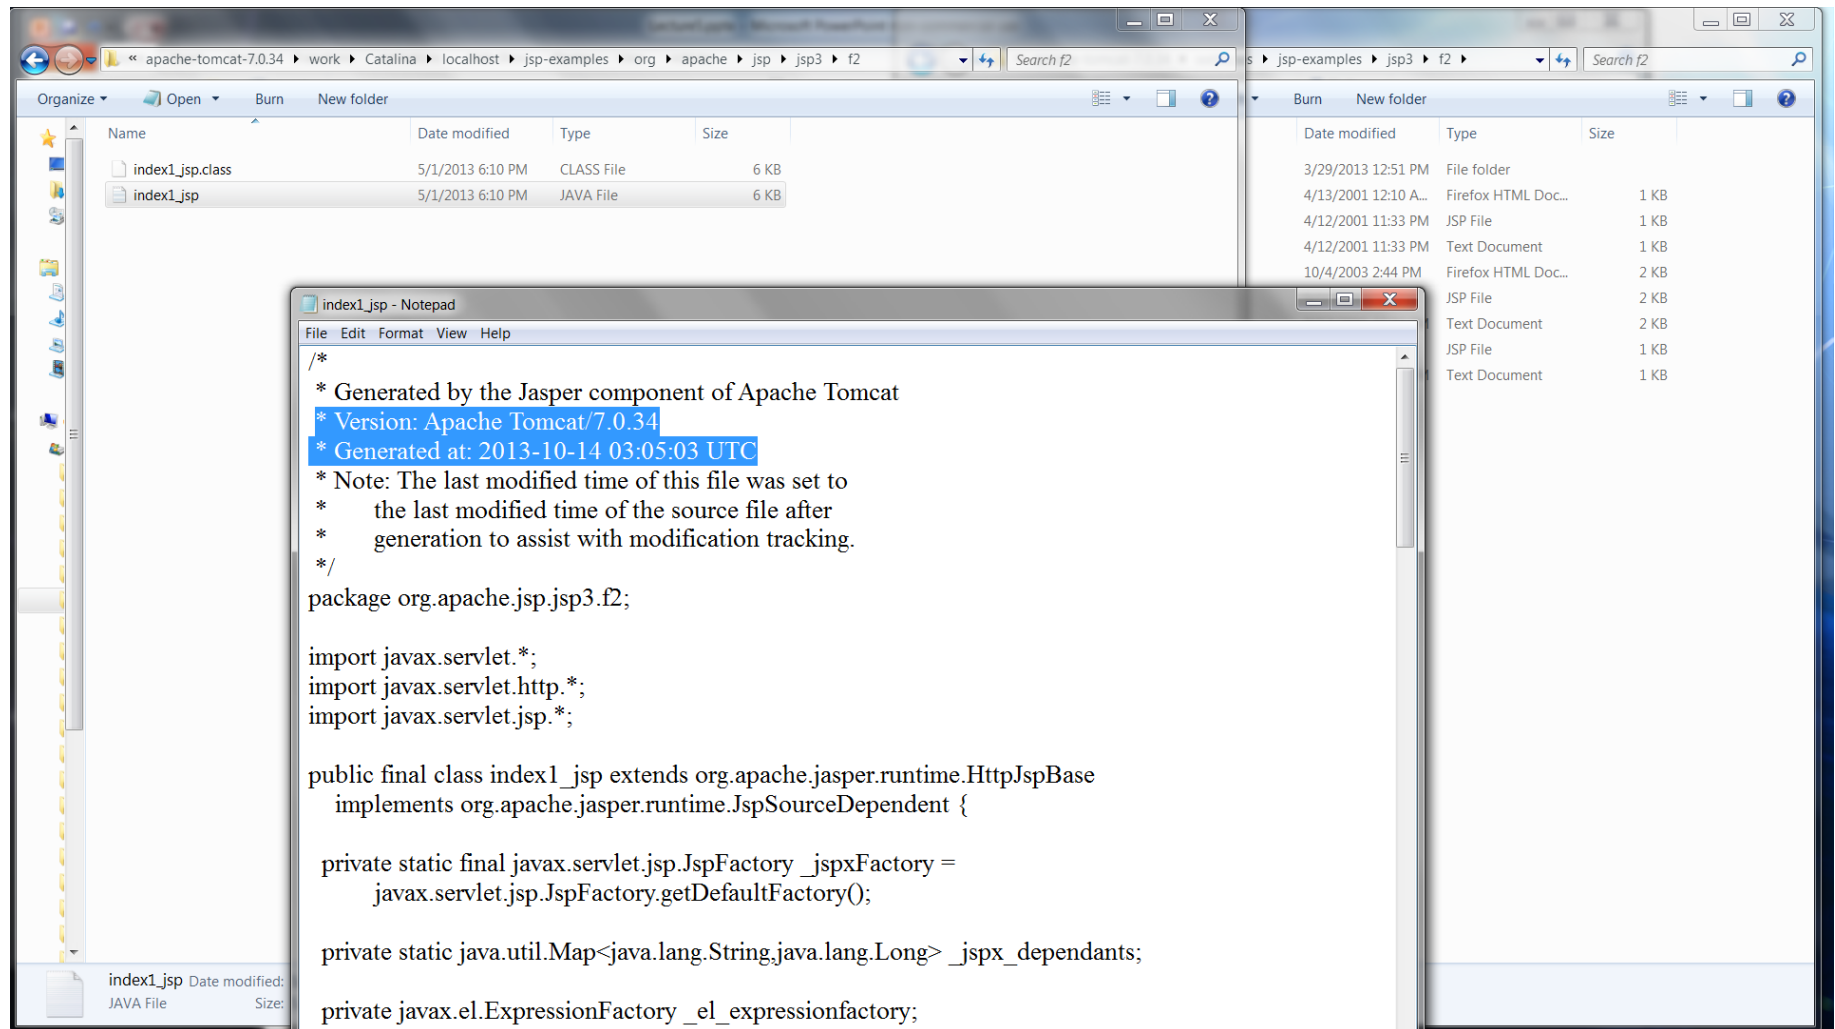 « apache-tomcat-7.0.34 ▸ work ▸ Catalina ▸ localhost ▸ jsp-examples ▸ org ▸ apache ▸ jsp ▸ jsp3 ▸ f2
Search f2
s ▸ jsp-examples ▸ jsp3 ▸ f2 ▸
Search f2
Organize Open Burn New folder
Burn New folder
Name Date modified Type Size
index1_jsp.class 5/1/2013 6:10 PM CLASS File 6 KB
index1_jsp 5/1/2013 6:10 PM JAVA File 6 KB
Date modified Type Size
3/29/2013 12:51 PM File folder
4/13/2001 12:10 A... Firefox HTML Doc... 1 KB
4/12/2001 11:33 PM JSP File 1 KB
4/12/2001 11:33 PM Text Document 1 KB
10/4/2003 2:44 PM Firefox HTML Doc... 2 KB
JSP File 2 KB
Text Document 2 KB
JSP File 1 KB
Text Document 1 KB
index1_jsp - Notepad
File Edit Format View Help
/*
* Generated by the Jasper component of Apache Tomcat
* Version: Apache Tomcat/7.0.34
* Generated at: 2013-10-14 03:05:03 UTC
* Note: The last modified time of this file was set to
* the last modified time of the source file after
* generation to assist with modification tracking.
*/
package org.apache.jsp.jsp3.f2;
import javax.servlet.*;
import javax.servlet.http.*;
import javax.servlet.jsp.*;
public final class index1_jsp extends org.apache.jasper.runtime.HttpJspBase
implements org.apache.jasper.runtime.JspSourceDependent {
private static final javax.servlet.jsp.JspFactory _jspxFactory =
javax.servlet.jsp.JspFactory.getDefaultFactory();
private static java.util.Map<java.lang.String,java.lang.Long> _jspx_dependants;
private javax.el.ExpressionFactory _el_expressionfactory;
index1_jsp Date modified:
JAVA File Size: